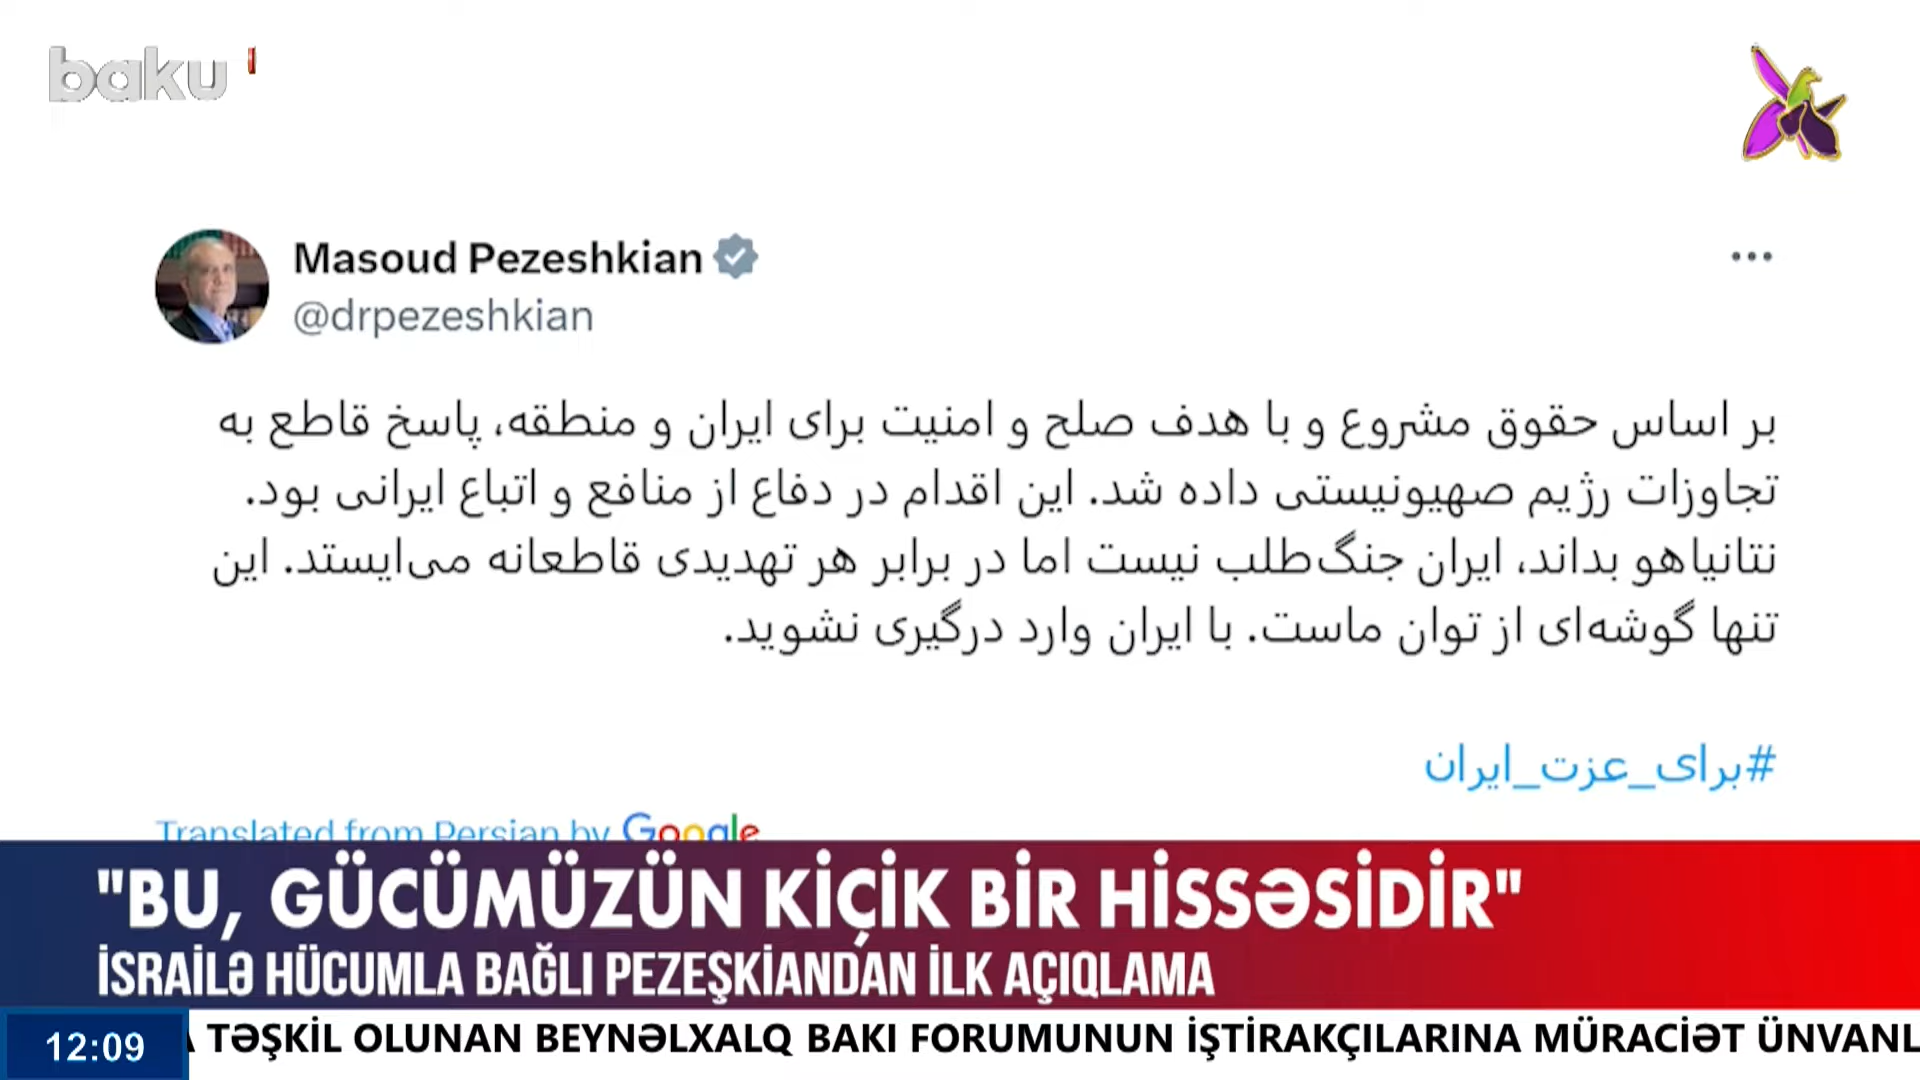 baku
Masoud Pezeshkian
@drpezeshkian
بر اساس حقوق مشروع و با هدف صلح و امنیت برای ایران و منطقه، پاسخ قاطع به
تجاوزات رژیم صهیونیستی داده شد. این اقدام در دفاع از منافع و اتباع ایرانی بود.
نتانیاهو بداند، ایران جنگ‌طلب نیست اما در برابر هر تهدیدی قاطعانه می‌ایستد. این
تنها گوشه‌ای از توان ماست. با ایران وارد درگیری نشوید.
#برای_عزت_ایران
Translated from Persian by Google
"BU, GÜCÜMÜZÜN KİÇİK BİR HİSSƏSİDİR"
İSRAİLƏ HÜCUMLA BAĞLI PEZEŞKİANDAN İLK AÇIQLAMA
12:09
A TƏŞKİL OLUNAN BEYNƏLXALQ BAKI FORUMUNUN İŞTİRAKÇILARINA MÜRACİƏT ÜNVANL